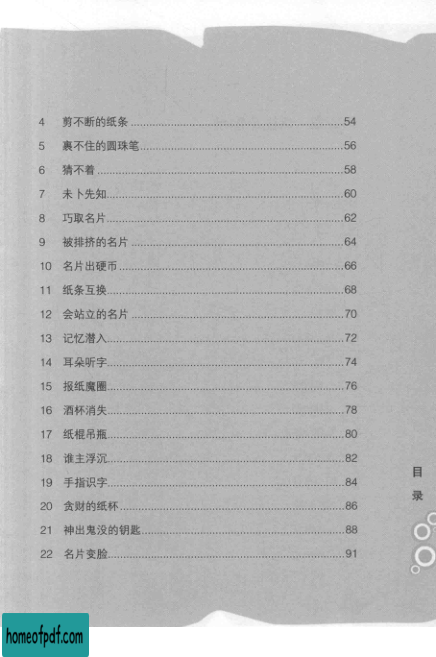 4 剪不断的纸条 54
5 裹不住的圆珠笔 56
6 猜不着 58
7 未卜先知 60
8 巧取名片 62
9 被排挤的名片 64
10 名片出硬币 66
11 纸条互换 68
12 会站立的名片 70
13 记忆潜入 72
14 耳朵听字 74
15 报纸魔圈 76
16 酒杯消失 78
17 纸棍吊瓶 80
18 谁主浮沉 82
19 手指识字 84
20 贪财的纸杯 86
21 神出鬼没的钥匙 88
22 名片变脸 91
目
录
homeofpdf.com